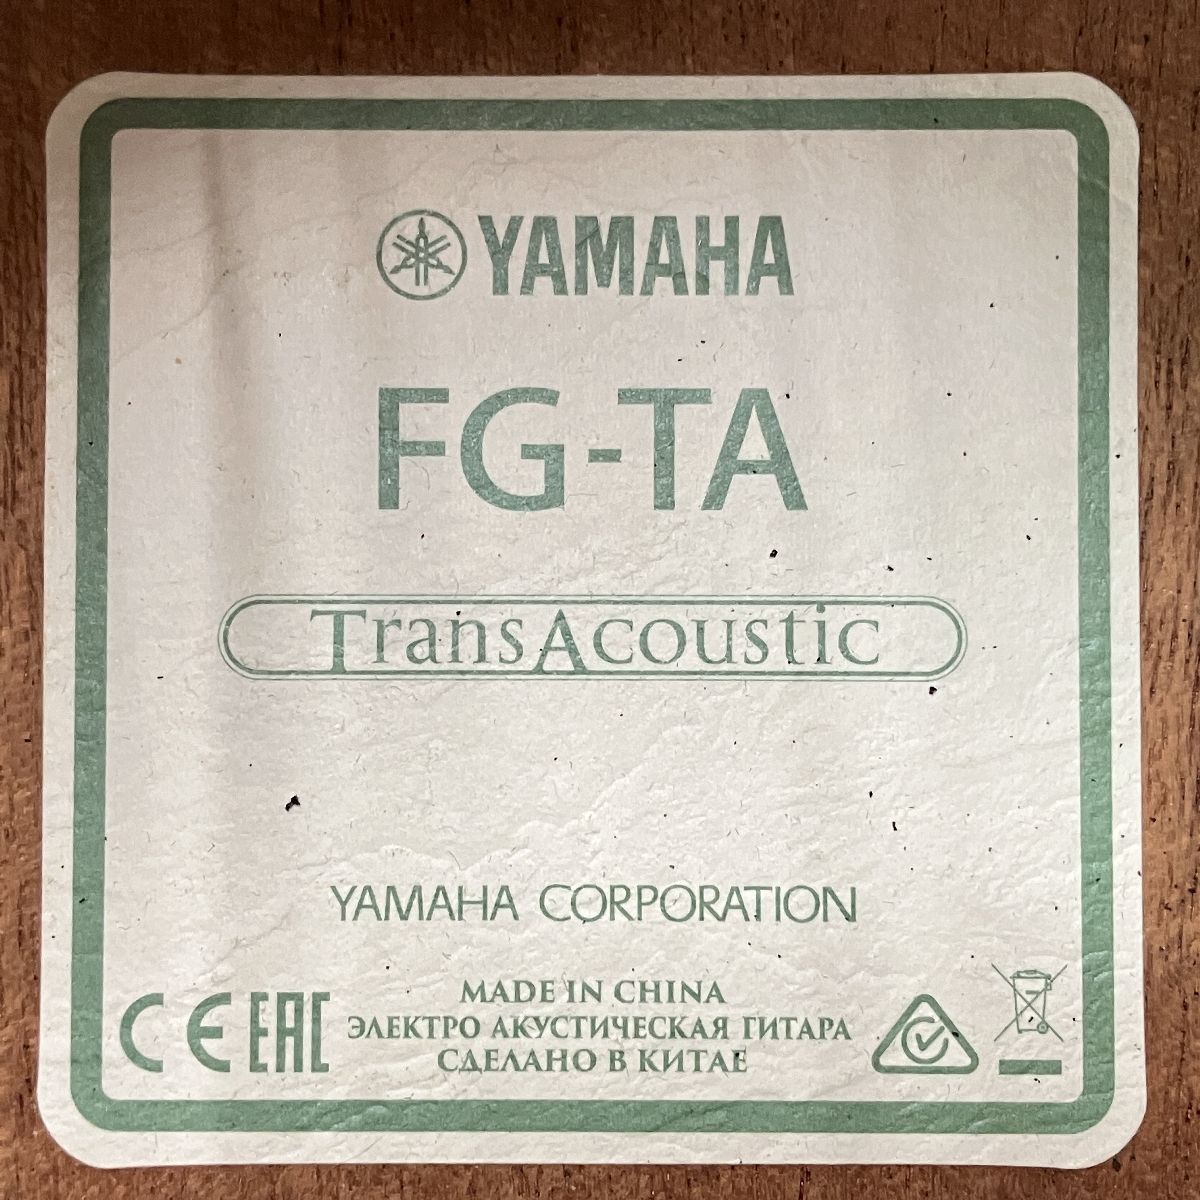 YAMAHA
FG-TA
TransAcoustic
YAMAHA CORPORATION
CE EAC
MADE IN CHINA
ЭЛЕКТРО АКУСТИЧЕСКАЯ ГИТАРА
СДЕЛАНО В КИТАЕ